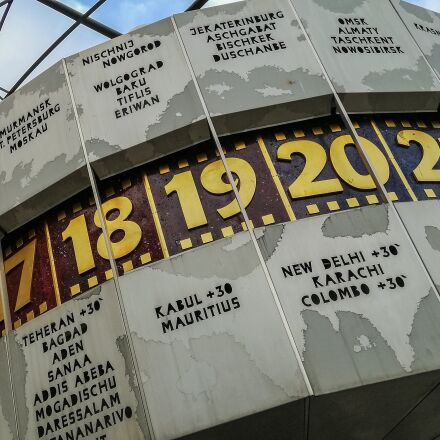 MURMANSK
ST. PETERSBURG
MOSKAU
NISCHNIJ
NOWGOROD
WOLGOGRAD
BAKU
TIFLIS
ERIWAN
JEKATERINBURG
ASCHGABAT
BISCHKEK
DUSCHANBE
OMSK
ALMATY
TASCHKENT
NOWOSIBIRSK
17 18 19 20 2
TEHERAN +30'
BAGDAD
ADEN
SANAA
ADDIS ABEBA
MOGADISCHU
DARESSALAM
KABUL +30
MAURITIUS
NEW DELHI +30'
KARACHI
COLOMBO +30'